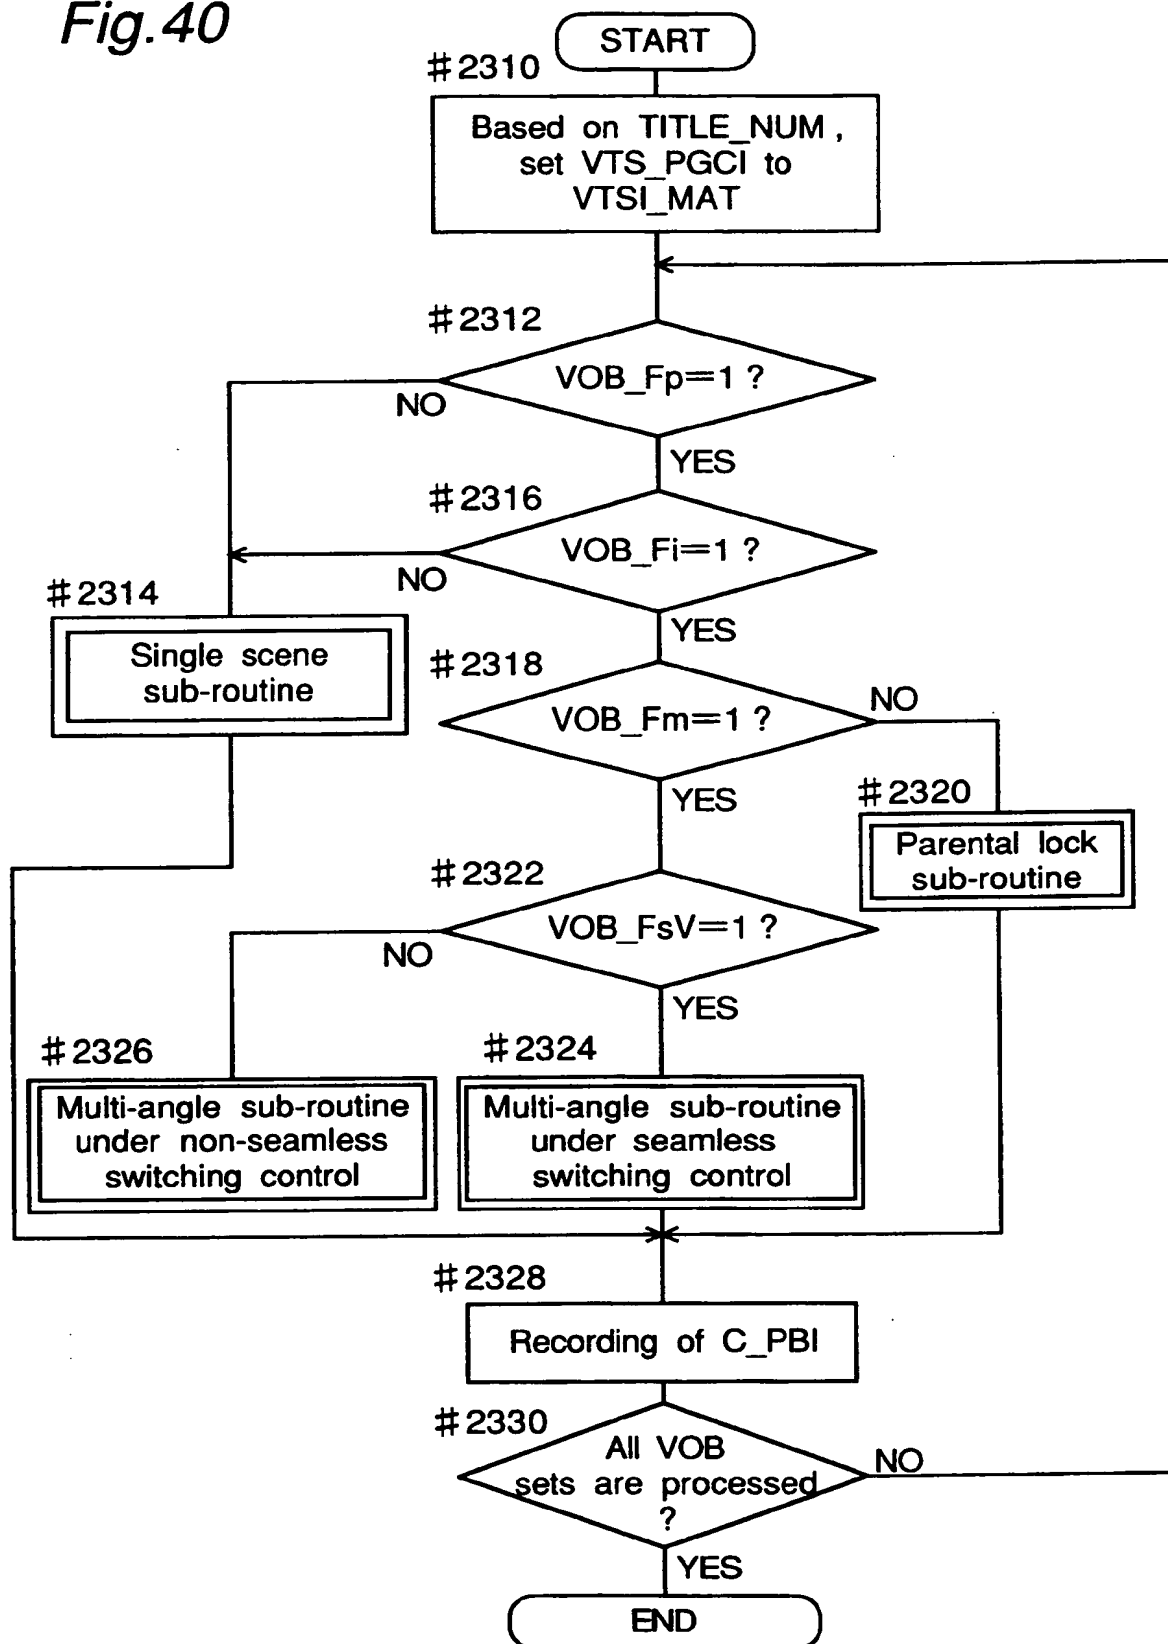 Fig.40
START
#2310
Based on TITLE_NUM,
set VTS_PGCI to
VTSI_MAT
#2312
VOB_Fp=1 ?
NO
YES
#2316
VOB_Fi=1 ?
NO
YES
#2314
Single scene
sub-routine
#2318
VOB_Fm=1 ?
NO
YES
#2320
Parental lock
sub-routine
#2322
VOB_FsV=1 ?
NO
YES
#2326
Multi-angle sub-routine
under non-seamless
switching control
#2324
Multi-angle sub-routine
under seamless
switching control
#2328
Recording of C_PBI
#2330
All VOB
sets are processed
?
NO
YES
END